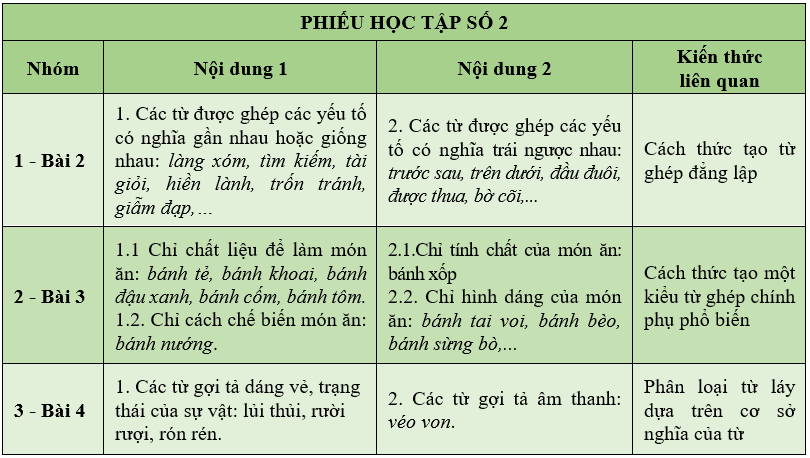 PHIẾU HỌC TẬP SỐ 2
Nhóm
Nội dung 1
Nội dung 2
Kiến thức
liên quan
1 - Bài 2
1. Các từ được ghép các yếu tố
có nghĩa gần nhau hoặc giống
nhau: làng xóm, tìm kiếm, tài
giỏi, hiền lành, trốn tránh,
giẫm đạp,…
2. Các từ được ghép các yếu
tố có nghĩa trái ngược nhau:
trước sau, trên dưới, đầu đuôi,
được thua, bờ cõi,...
Cách thức tạo từ
ghép đẳng lập
2 - Bài 3
1.1 Chỉ chất liệu để làm món
ăn: bánh tẻ, bánh khoai, bánh
đậu xanh, bánh cốm, bánh tôm.
1.2. Chỉ cách chế biến món ăn:
bánh nướng.
2.1.Chỉ tính chất của món ăn:
bánh xốp
2.2. Chỉ hình dáng của món
ăn: bánh tai voi, bánh bèo,
bánh sừng bò,...
Cách thức tạo một
kiểu từ ghép chính
phụ phổ biến
3 - Bài 4
1. Các từ gợi tả dáng vẻ, trạng
thái của sự vật: lủi thủi, rười
rượi, rón rén.
2. Các từ gợi tả âm thanh:
véo von.
Phân loại từ láy
dựa trên cơ sở
nghĩa của từ